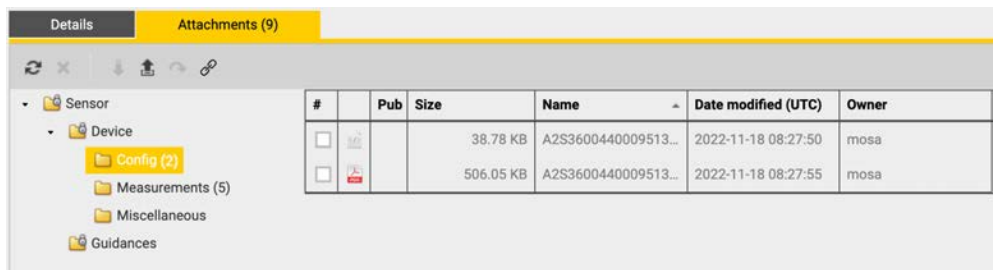 Details Attachments (9)
Sensor
Device
Config (2)
Measurements (5)
Miscellaneous
Guidances
# Pub Size Name Date modified (UTC) Owner
38.78 KB A2S3600440009513... 2022-11-18 08:27:50 mosa
506.05 KB A2S3600440009513... 2022-11-18 08:27:55 mosa